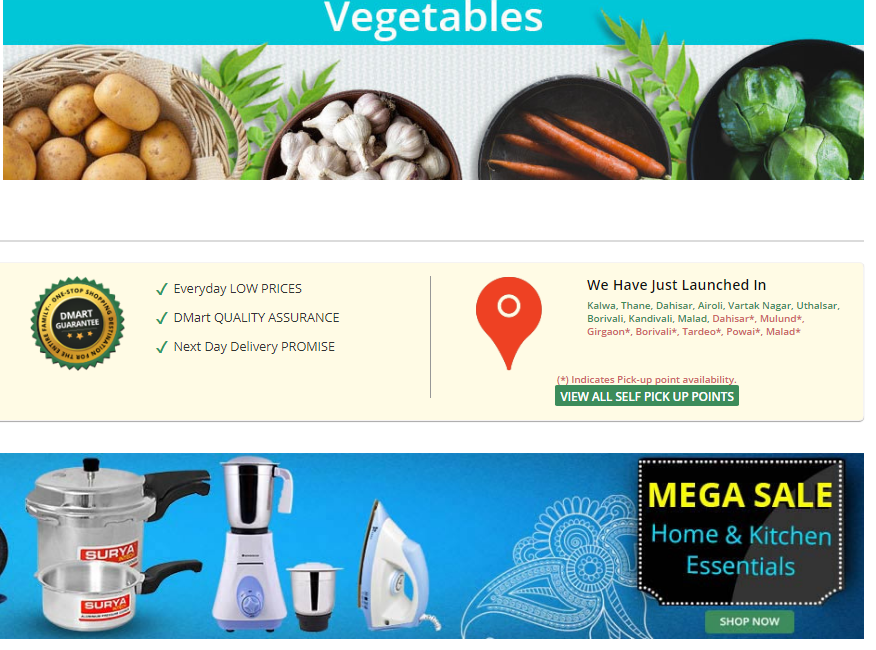 Vegetables
ONE-STOP SHOPPING DESTINATION FOR THE ENTIRE FAMILY
DMART
GUARANTEE
Everyday LOW PRICES
DMart QUALITY ASSURANCE
Next Day Delivery PROMISE
We Have Just Launched In
Kalwa, Thane, Dahisar, Airoli, Vartak Nagar, Uthalsar,
Borivali, Kandivali, Malad, Dahisar*, Mulund*,
Girgaon*, Borivali*, Tardeo*, Powai*, Malad*
(*) Indicates Pick-up point availability.
VIEW ALL SELF PICK UP POINTS
SURYA
SURYA
MEGA SALE
Home & Kitchen
Essentials
SHOP NOW